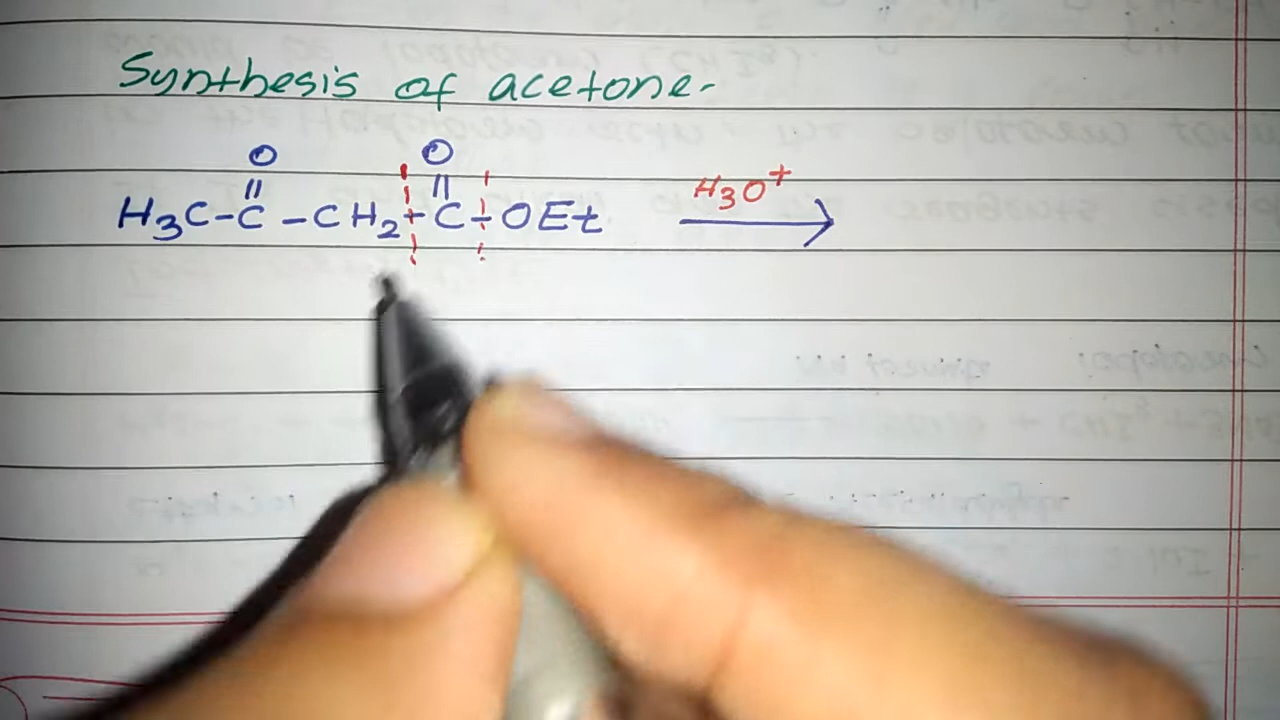 Synthesis of acetone-
O O
H3C-C-CH2-C-OEt H3O+